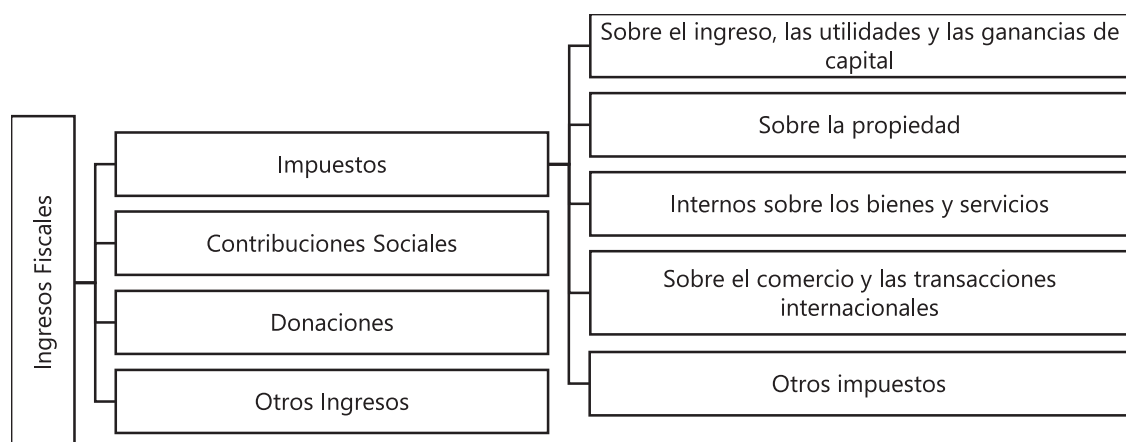 Ingresos Fiscales
Impuestos
Contribuciones Sociales
Donaciones
Otros Ingresos
Sobre el ingreso, las utilidades y las ganancias de
capital
Sobre la propiedad
Internos sobre los bienes y servicios
Sobre el comercio y las transacciones
internacionales
Otros impuestos